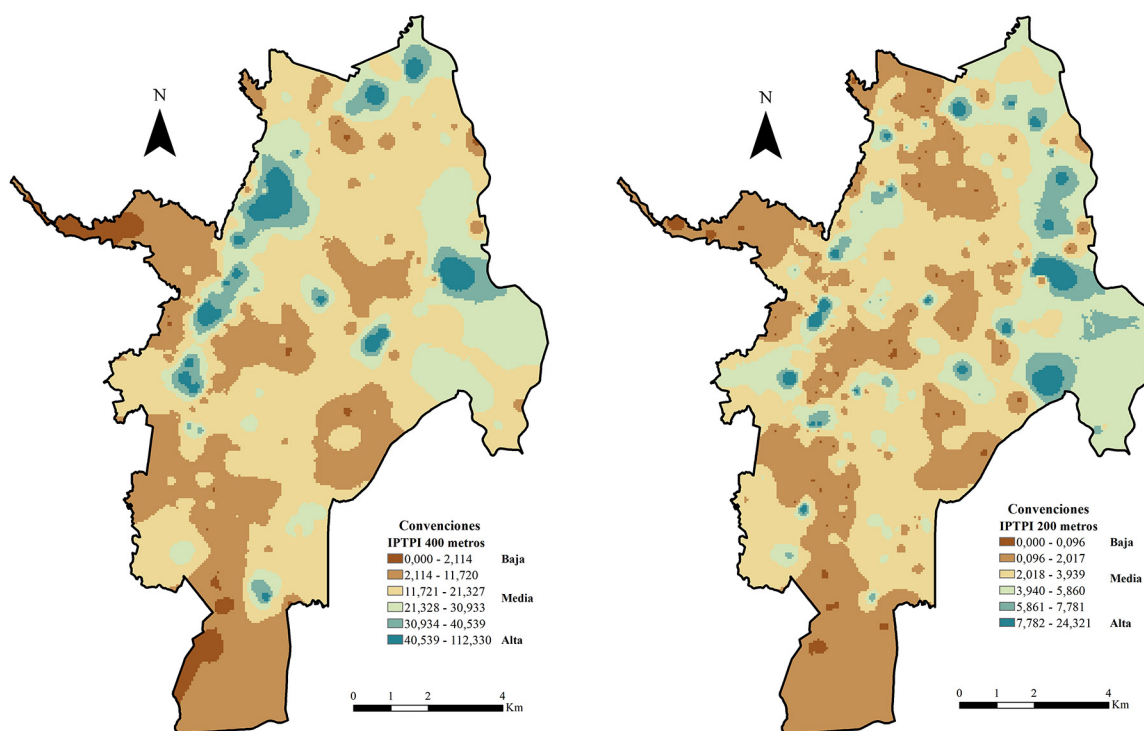 N
Convenciones
IPTPI 400 metros
0,000 - 2,114 Baja
2,114 - 11,720
11,721 - 21,327 Media
21,328 - 30,933
30,934 - 40,539
40,539 - 112,330 Alta
0 1 2 4
Km
N
Convenciones
IPTPI 200 metros
0,000 - 0,096 Baja
0,096 - 2,017
2,018 - 3,939 Media
3,940 - 5,860
5,861 - 7,781
7,782 - 24,321 Alta
0 1 2 4
Km